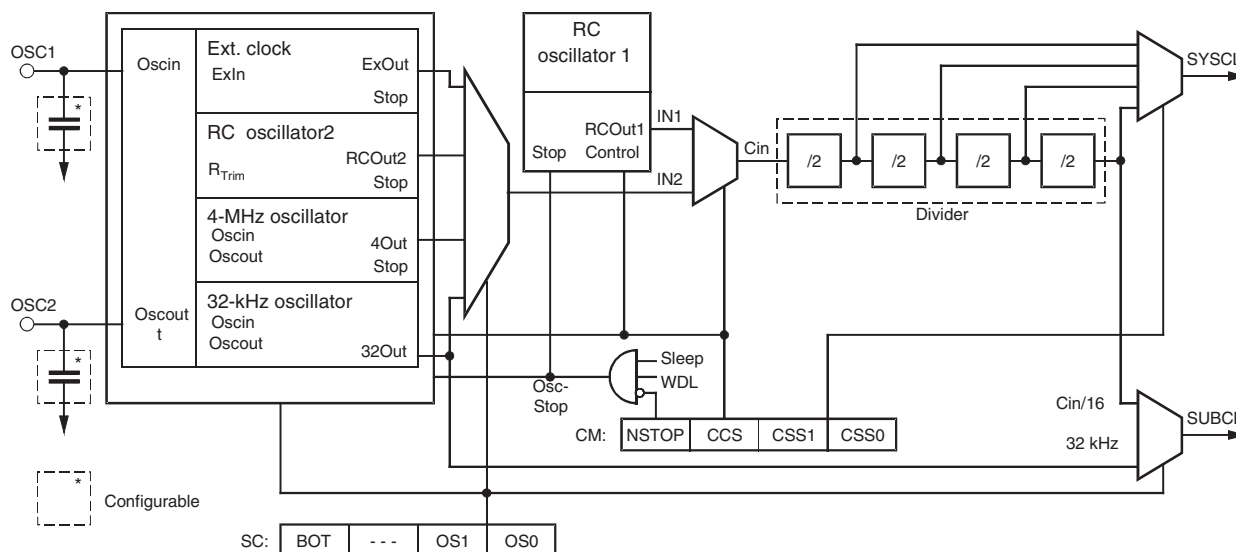 OSC1
Oscin
Ext. clock
ExIn
ExOut
Stop
RC oscillator2
RCOut2
RTrim
Stop
4-MHz oscillator
Oscin
Oscout
4Out
Stop
OSC2
Oscout
t
32-kHz oscillator
Oscin
Oscout
32Out
*
*
*
Configurable
RC
oscillator 1
RCOut1
Stop
Control
IN1
IN2
Cin
/2
/2
/2
/2
Divider
SYSCL
Sleep
WDL
Osc-
Stop
CM:
NSTOP
CCS
CSS1
CSS0
Cin/16
32 kHz
SUBCL
SC:
BOT
- - -
OS1
OS0